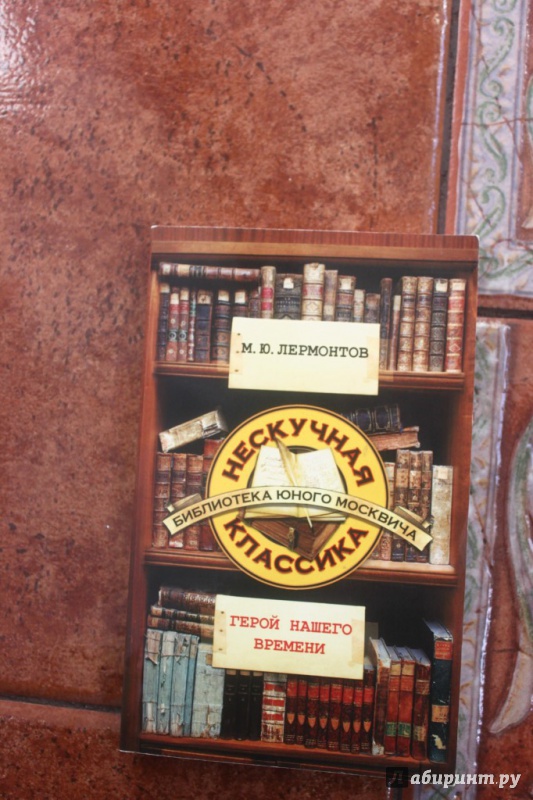 М. Ю. ЛЕРМОНТОВ
НЕСКУЧНАЯ
БИБЛИОТЕКА ЮНОГО МОСКВИЧА
КЛАССИКА
ГЕРОЙ НАШЕГО
ВРЕМЕНИ
Лабиринт.ру